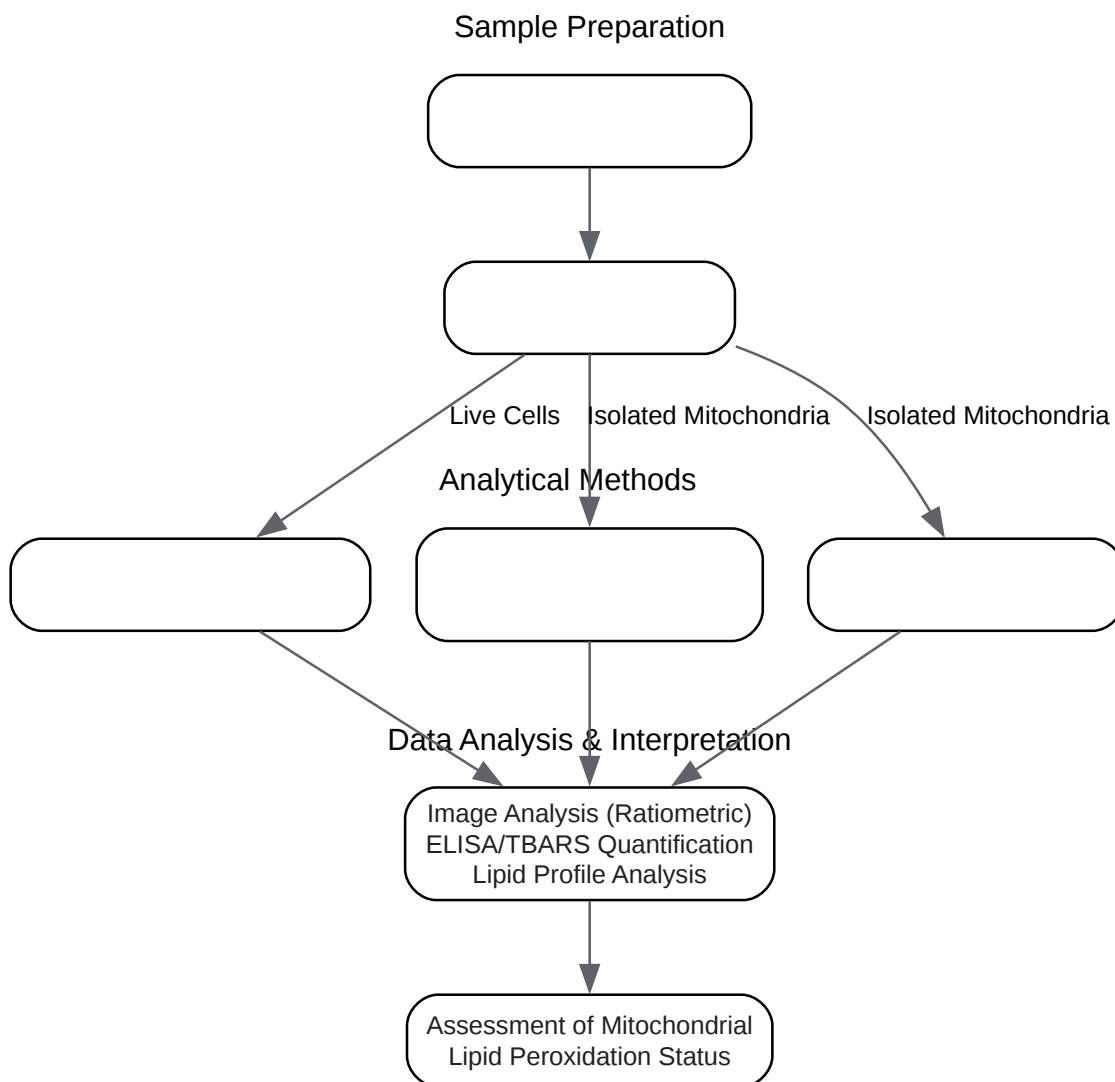 Sample Preparation
Live Cells
Isolated Mitochondria
Isolated Mitochondria
Analytical Methods
Data Analysis & Interpretation
Image Analysis (Ratiometric)
ELISA/TBARS Quantification
Lipid Profile Analysis
Assessment of Mitochondrial
Lipid Peroxidation Status